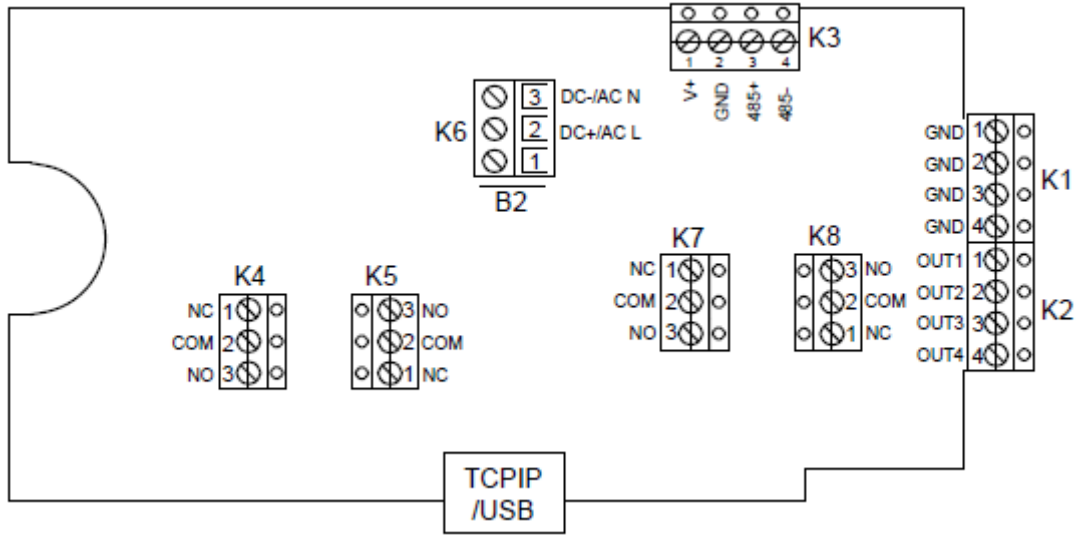 K3
1 2 3 4
V+ GND 485+ 485-
K6
3 DC-/AC N
2 DC+/AC L
1
B2
GND 1
GND 2
GND 3
GND 4
K1
OUT1 1
OUT2 2
OUT3 3
OUT4 4
K2
K7
NC 1
COM 2
NO 3
K8
3 NO
2 COM
1 NC
K4
NC 1
COM 2
NO 3
K5
3 NO
2 COM
1 NC
TCPIP
/USB